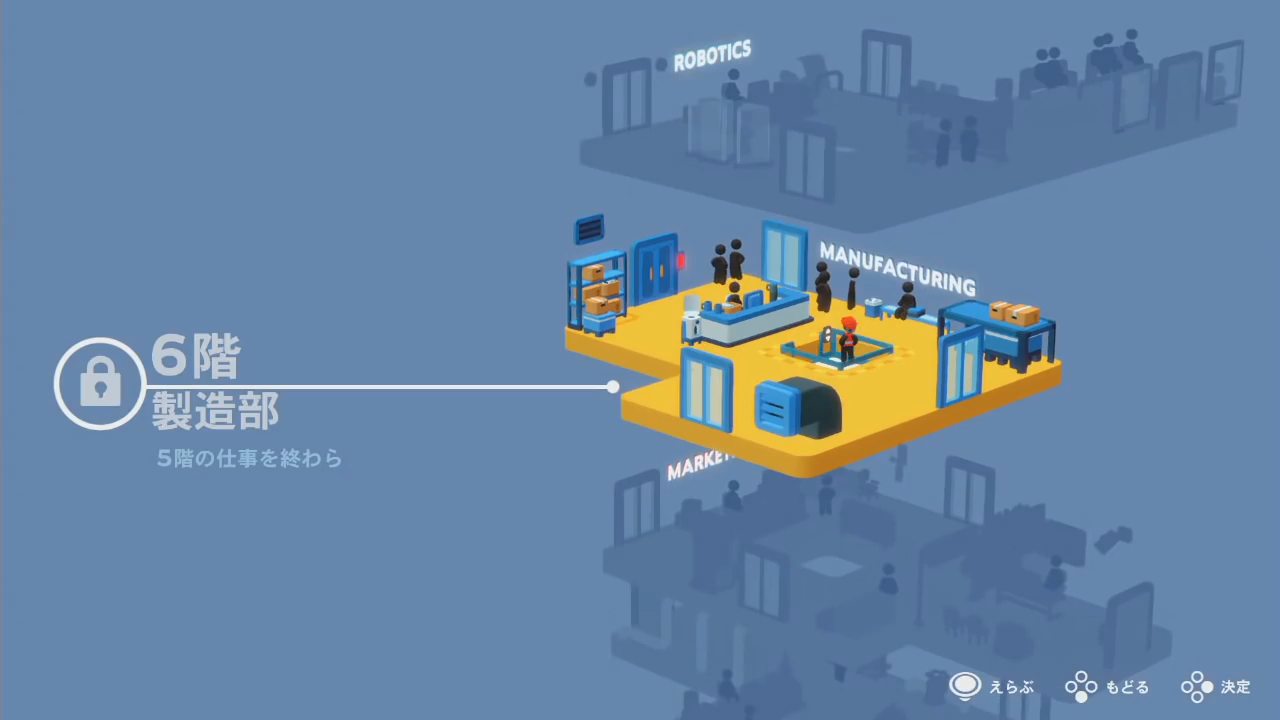 ROBOTICS
MANUFACTURING
6階
製造部
5階の仕事を終わら
えらぶ
もどる
決定